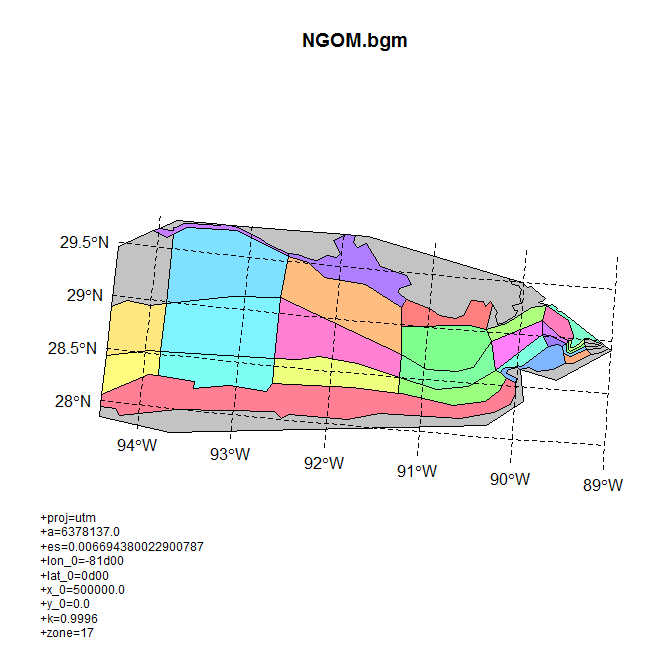 NGOM.bgm
29.5°N
29°N
28.5°N
28°N
94°W
93°W
92°W
91°W
90°W
89°W
+proj=utm
+a=6378137.0
+es=0.006694380022900787
+lon_0=-81d00
+lat_0=0d00
+x_0=500000.0
+y_0=0.0
+k=0.9996
+zone=17